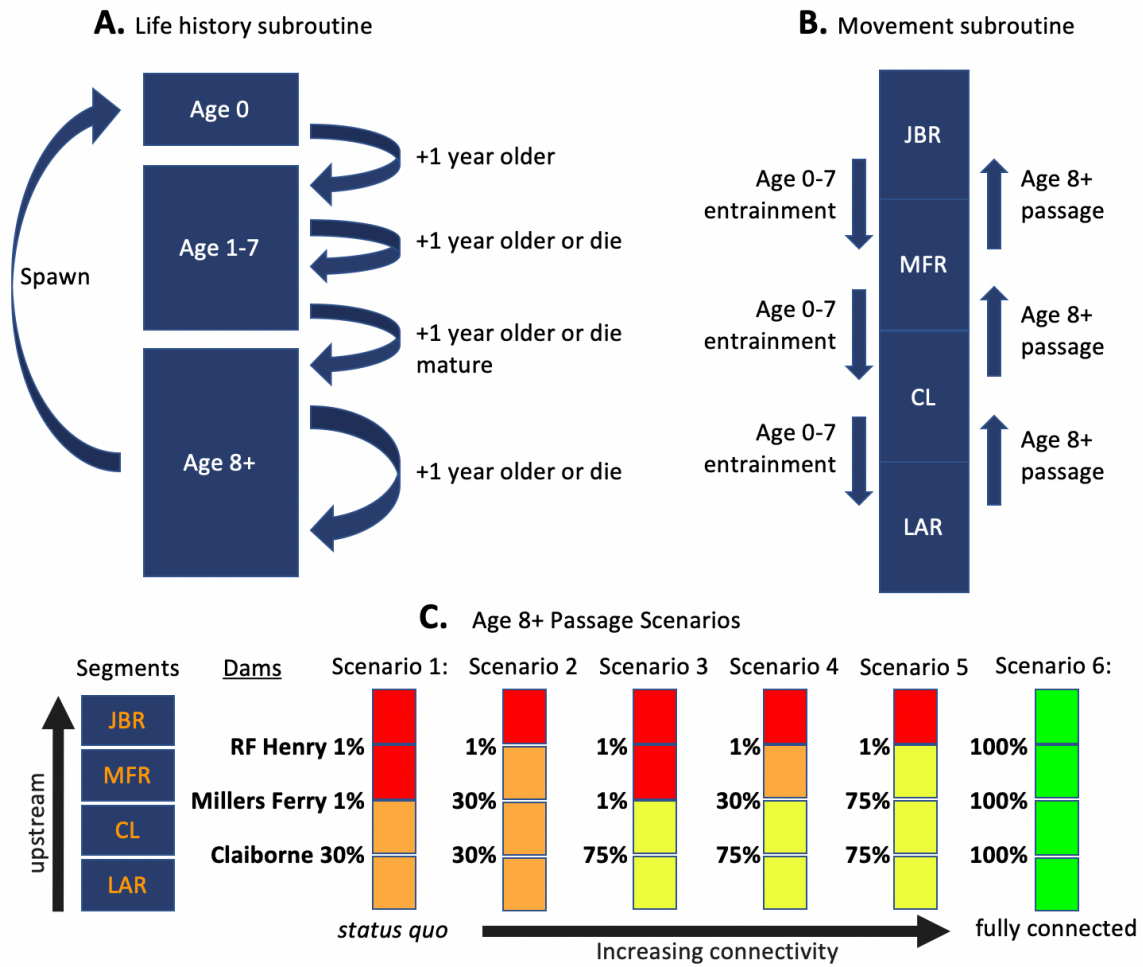 A. Life history subroutine
Age 0
+1 year older
Age 1-7
+1 year older or die
Spawn
+1 year older or die
mature
Age 8+
+1 year older or die
B. Movement subroutine
JBR
Age 0-7
entrainment
Age 8+
passage
MFR
Age 0-7
entrainment
Age 8+
passage
CL
Age 0-7
entrainment
Age 8+
passage
LAR
C. Age 8+ Passage Scenarios
Segments
Dams
Scenario 1:
Scenario 2
Scenario 3
Scenario 4
Scenario 5
Scenario 6:
upstream
JBR
RF Henry 1% 1% 1% 1% 1% 100%
MFR
Millers Ferry 1% 30% 1% 30% 75% 100%
CL
Claiborne 30% 30% 75% 75% 75% 100%
LAR
status quo
Increasing connectivity
fully connected